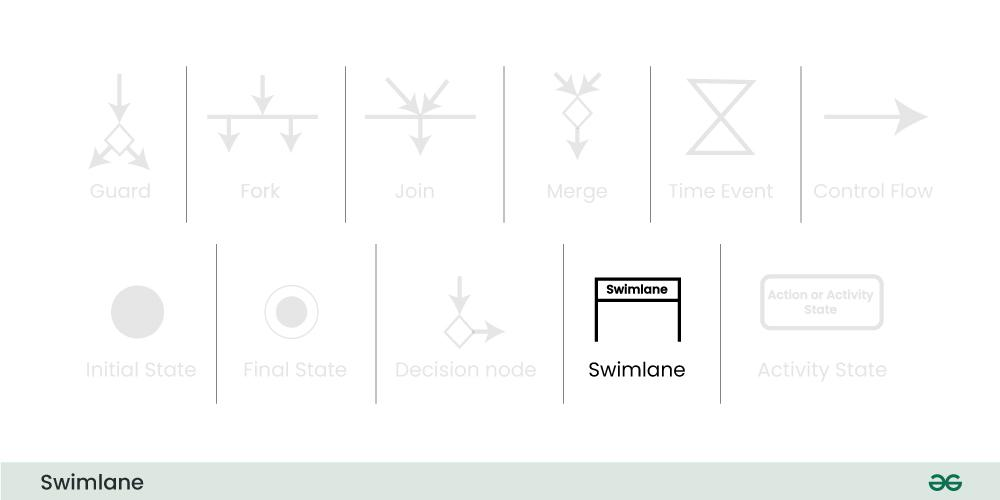 Guard
Fork
Join
Merge
Time Event
Control Flow
Swimlane
Action or Activity
State
Initial State
Final State
Decision node
Swimlane
Activity State
Swimlane